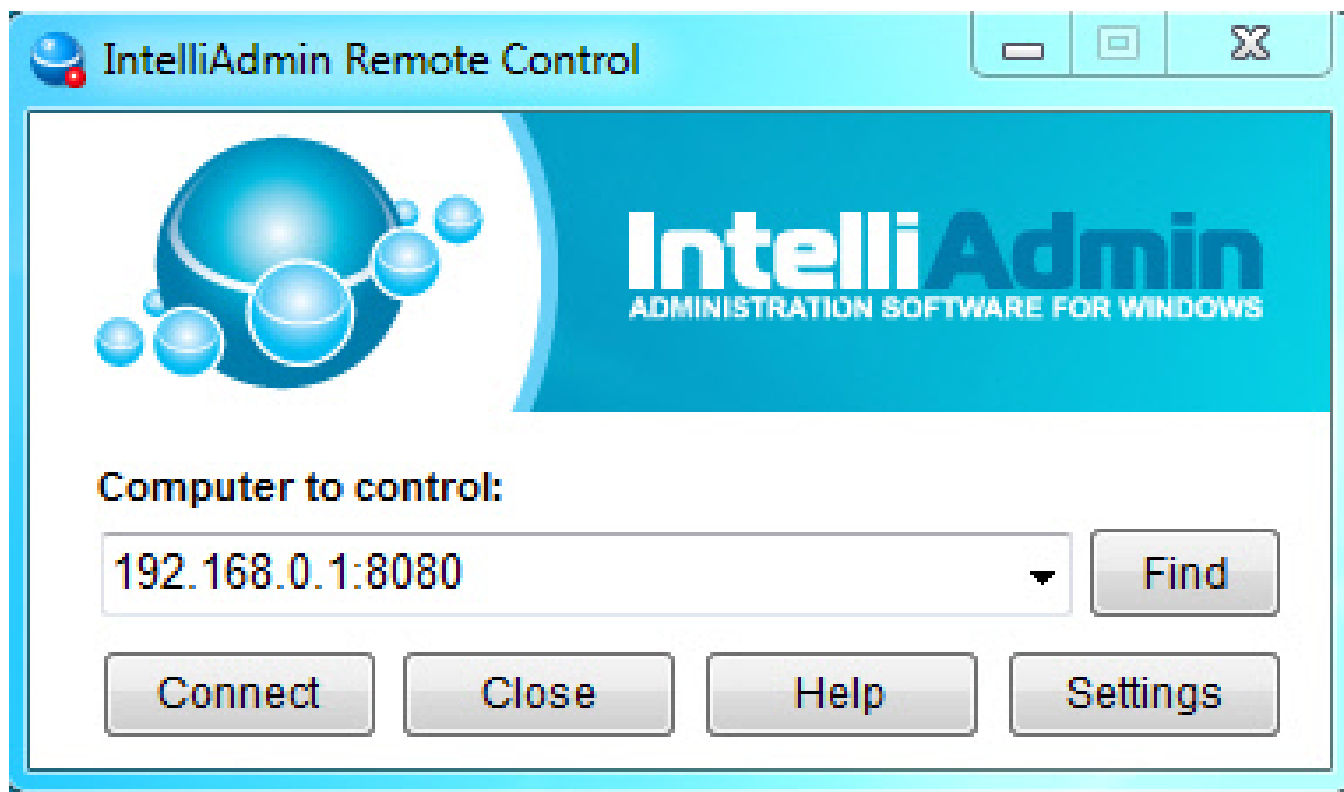 IntelliAdmin Remote Control
IntelliAdmin
ADMINISTRATION SOFTWARE FOR WINDOWS
Computer to control:
192.168.0.1:8080 Find
Connect Close Help Settings